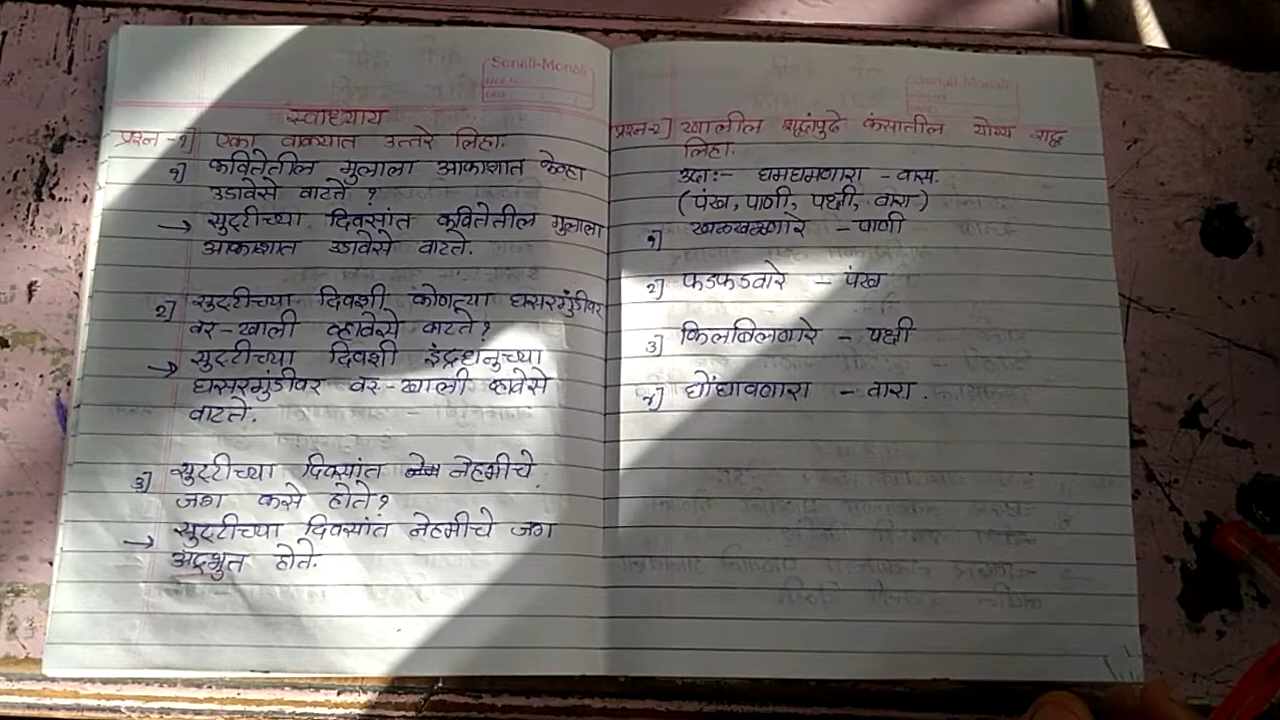 Sonali-Monali
स्वाध्याय
प्रश्न -१] एका वाक्यात उत्तरे लिहा.
१) कवितेतील मुलाला आकाशात केव्हा
उडावेसे वाटते ?
→ सुट्टीच्या दिवसांत कवितेतील मुलाला
आकाशात उडावेसे वाटते.
२) सुट्टीच्या दिवशी कोणत्या घसरगुंडीवर
वर-खाली व्हावेसे वाटते?
→ सुट्टीच्या दिवशी इंद्रधनुच्या
घसरगुंडीवर वर-खाली व्हावेसे
वाटते.
३) सुट्टीच्या दिवसांत नेहमीचे
जग कसे होते?
→ सुट्टीच्या दिवसांत नेहमीचे जग
अद्भुत होते.
Sonali-Monali
प्रश्न-२] खालील शब्दांपुढे कंसातील योग्य शब्द
लिहा.
उदा:- घमघमणारा - वास.
(पंख, पाणी, पक्षी, वारा)
१] खळखळणारे - पाणी
२] फडफडणारे - पंख
३] किलबिलणारे - पक्षी
४] घोंघावणारा - वारा.